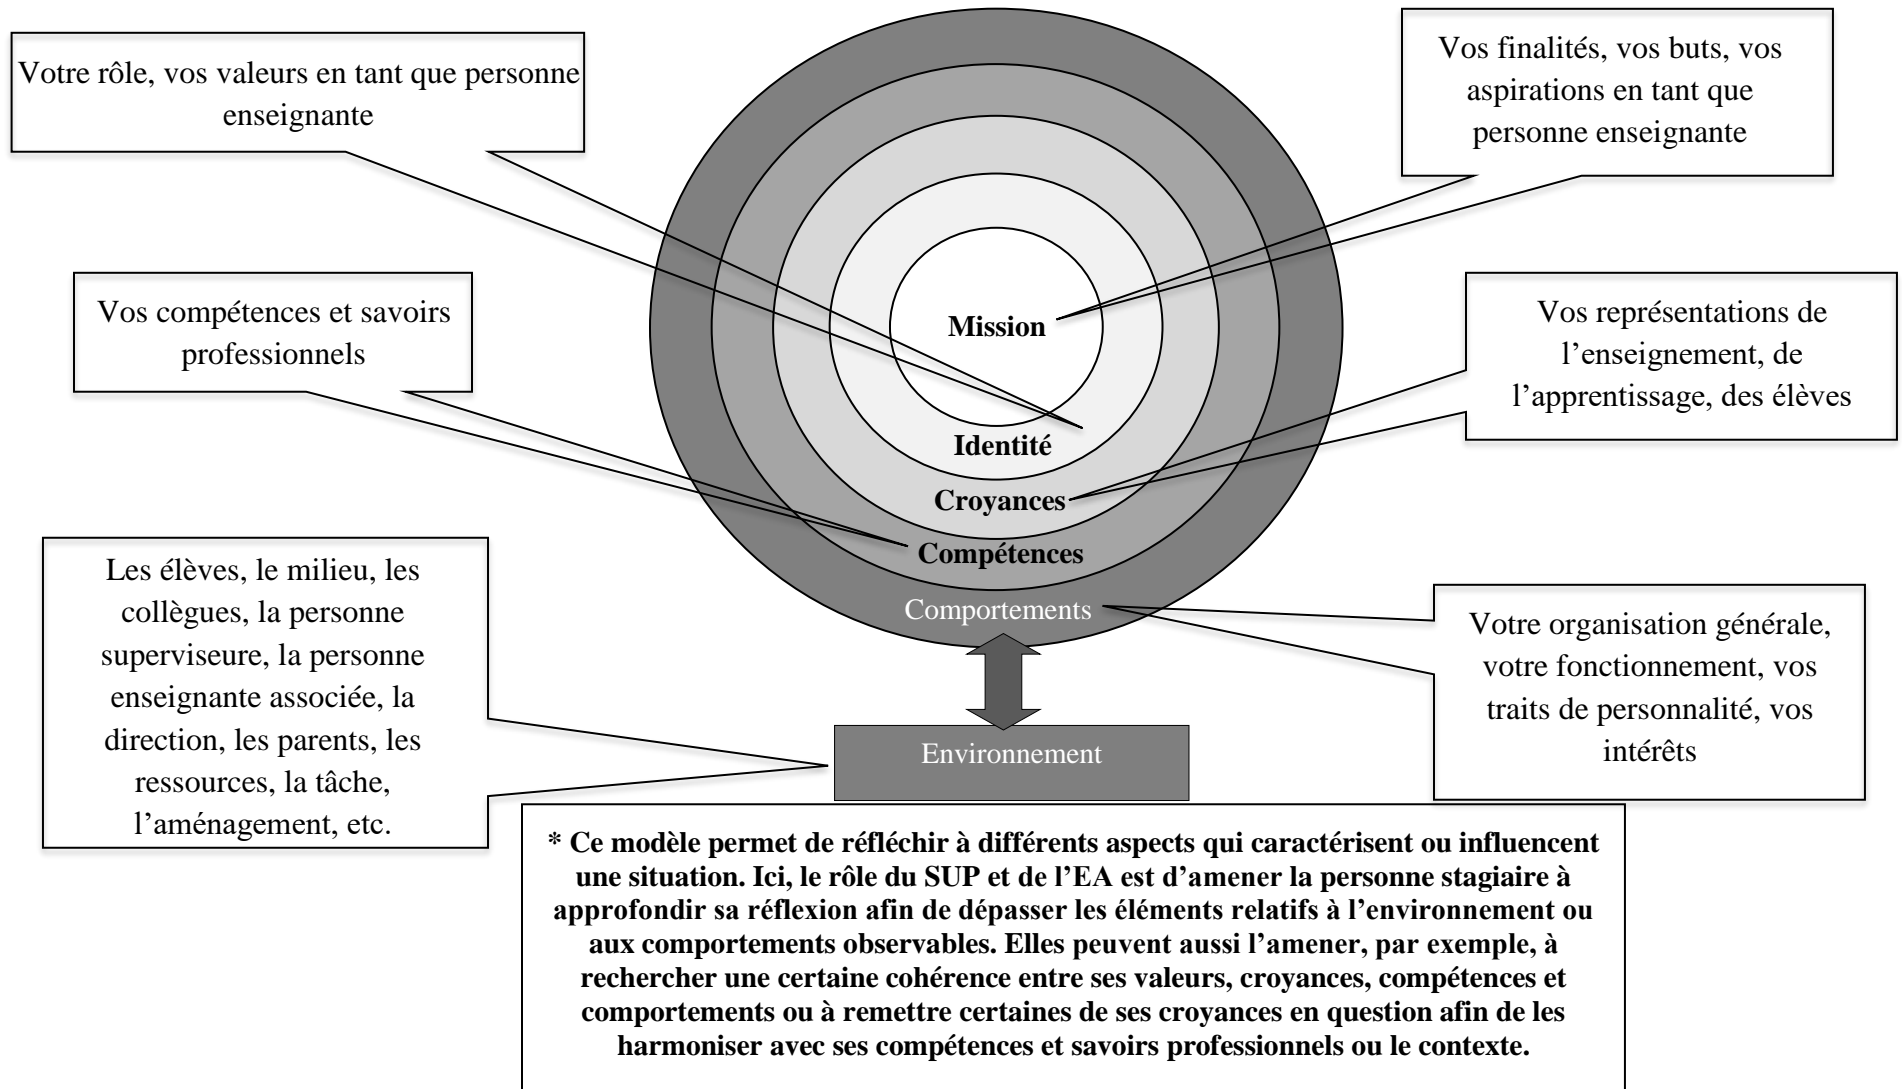 Votre rôle, vos valeurs en tant que personne
enseignante
Vos finalités, vos buts, vos
aspirations en tant que
personne enseignante
Vos compétences et savoirs
professionnels
Mission
Vos représentations de
l’enseignement, de
l’apprentissage, des élèves
Identité
Croyances
Compétences
Comportements
Les élèves, le milieu, les
collègues, la personne
superviseure, la personne
enseignante associée, la
direction, les parents, les
ressources, la tâche,
l’aménagement, etc.
Votre organisation générale,
votre fonctionnement, vos
traits de personnalité, vos
intérêts
Environnement
* Ce modèle permet de réfléchir à différents aspects qui caractérisent ou influencent
une situation. Ici, le rôle du SUP et de l’EA est d’amener la personne stagiaire à
approfondir sa réflexion afin de dépasser les éléments relatifs à l’environnement ou
aux comportements observables. Elles peuvent aussi l’amener, par exemple, à
rechercher une certaine cohérence entre ses valeurs, croyances, compétences et
comportements ou à remettre certaines de ses croyances en question afin de les
harmoniser avec ses compétences et savoirs professionnels ou le contexte.